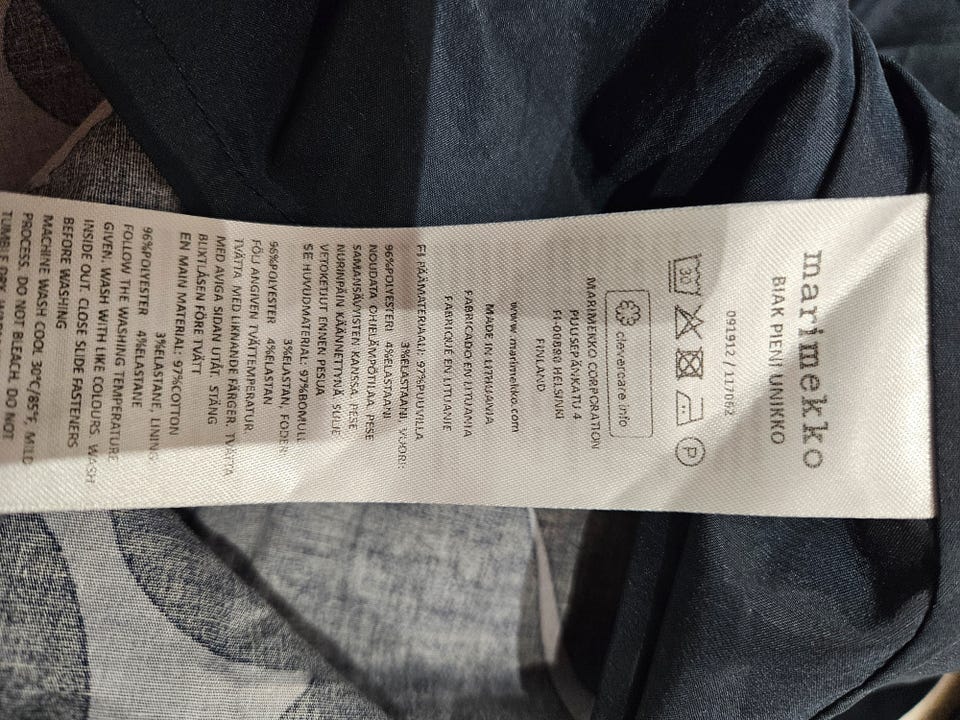 marimekko
BIAK PIENI UNIKKO
091912 / 117062
30
P
clevercare.info
MARIMEKKO CORPORATION
PUUSEPÄNKATU 4
FI-00880 HELSINKI
FINLAND
www.marimekko.com
MADE IN LITHUANIA
FABRICADO EN LITUANIA
FABRIQUÉ EN LITUANIE
FI PÄÄMATERIAALI: 97%PUUVILLA
3%ELASTAANI, VUORI:
96%POLYESTERI 4%ELASTAANI
NOUDATA OHJELÄMPÖTILAA. PESE
SAMANSÄVYISTEN KANSSA. PESE
NURINPÄIN KÄÄNNETTYNÄ. SULJE
VETOKETJUT ENNEN PESUA
SE HUVUDMATERIAL: 97%BOMULL
3%ELASTAN, FODER:
96%POLYESTER 4%ELASTAN
FÖLJ ANGIVEN TVÄTTEMPERATUR.
TVÄTTA MED LIKNANDE FÄRGER. TVÄTTA
MED AVIGA SIDAN UTÅT. STÄNG
BLIXTLÅSEN FÖRE TVÄTT
EN MAIN MATERIAL: 97%COTTON
3%ELASTANE, LINING:
96%POLYESTER 4%ELASTANE
FOLLOW THE WASHING TEMPERATURE
GIVEN. WASH WITH LIKE COLOURS. WASH
INSIDE OUT. CLOSE SLIDE FASTENERS
BEFORE WASHING
MACHINE WASH COOL 30°C/85°F, MILD
PROCESS. DO NOT BLEACH. DO NOT
TUMBLE DRY.